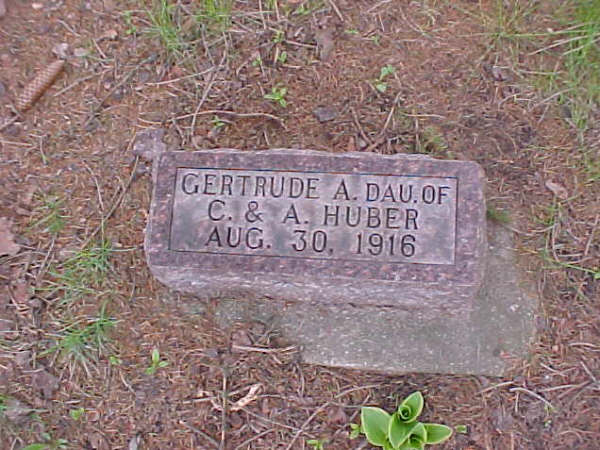 GERTRUDE A. DAU. OF
C. & A. HUBER
AUG. 30, 1916